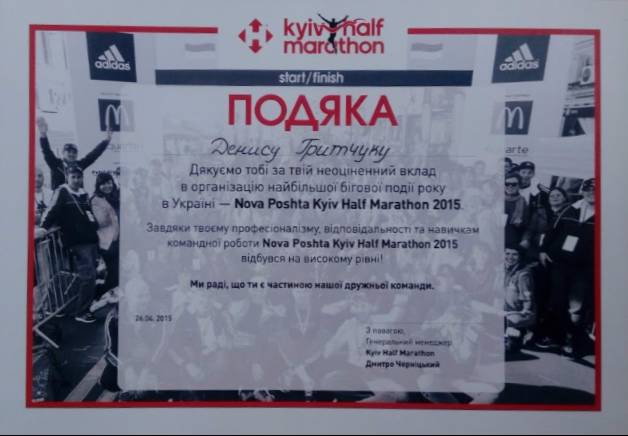 kyiv half
marathon
adidas
adidas
start/finish
ПОДЯКА
Денису Гритчуку
Дякуємо тобі за твій неоціненний вклад
в організацію найбільшої бігової події року
в Україні — Nova Poshta Kyiv Half Marathon 2015.
Завдяки твоєму професіоналізму, відповідальності та навичкам
командної роботи Nova Poshta Kyiv Half Marathon 2015
відбувся на високому рівні!
Ми раді, що ти є частиною нашої дружньої команди.
26.04.2015
З повагою,
Генеральний менеджер
Kyiv Half Marathon
Дмитро Черніцький